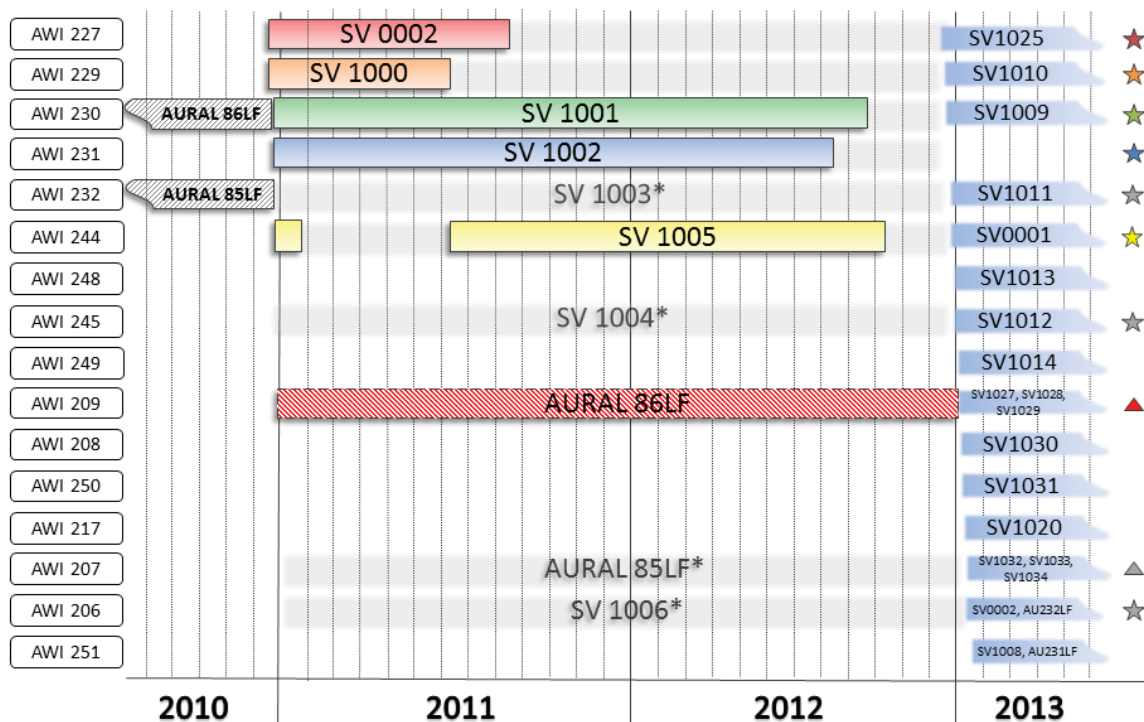 AWI 227
SV 0002
SV1025
AWI 229
SV 1000
SV1010
AWI 230
AURAL 86LF
SV 1001
SV1009
AWI 231
SV 1002
AWI 232
AURAL 85LF
SV 1003*
SV1011
AWI 244
SV 1005
SV0001
AWI 248
SV1013
AWI 245
SV 1004*
SV1012
AWI 249
SV1014
AWI 209
AURAL 86LF
SV1027, SV1028,
SV1029
AWI 208
SV1030
AWI 250
SV1031
AWI 217
SV1020
AWI 207
AURAL 85LF*
SV1032, SV1033,
SV1034
AWI 206
SV 1006*
SV0002, AU232LF
AWI 251
SV1008, AU231LF
2010
2011
2012
2013